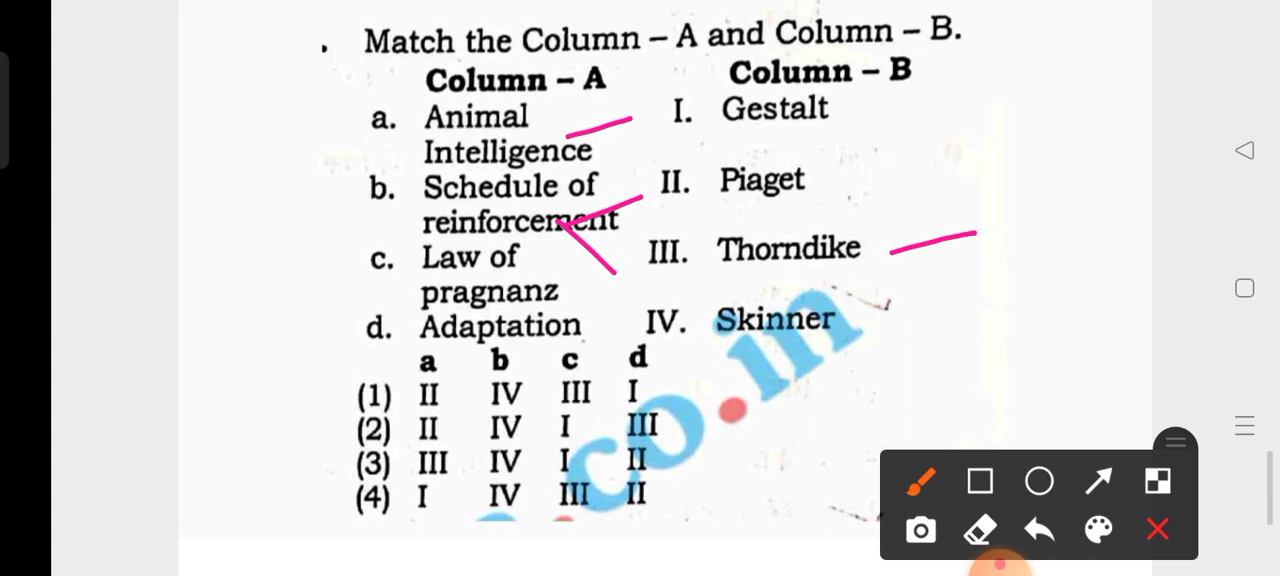 Match the Column – A and Column – B.
Column – A Column – B
a. Animal I. Gestalt
Intelligence
b. Schedule of II. Piaget
reinforcement
c. Law of III. Thorndike
pragnanz
d. Adaptation IV. Skinner
a b c d
(1) II IV III I
(2) II IV I III
(3) III IV I II
(4) I IV III II
.co.in